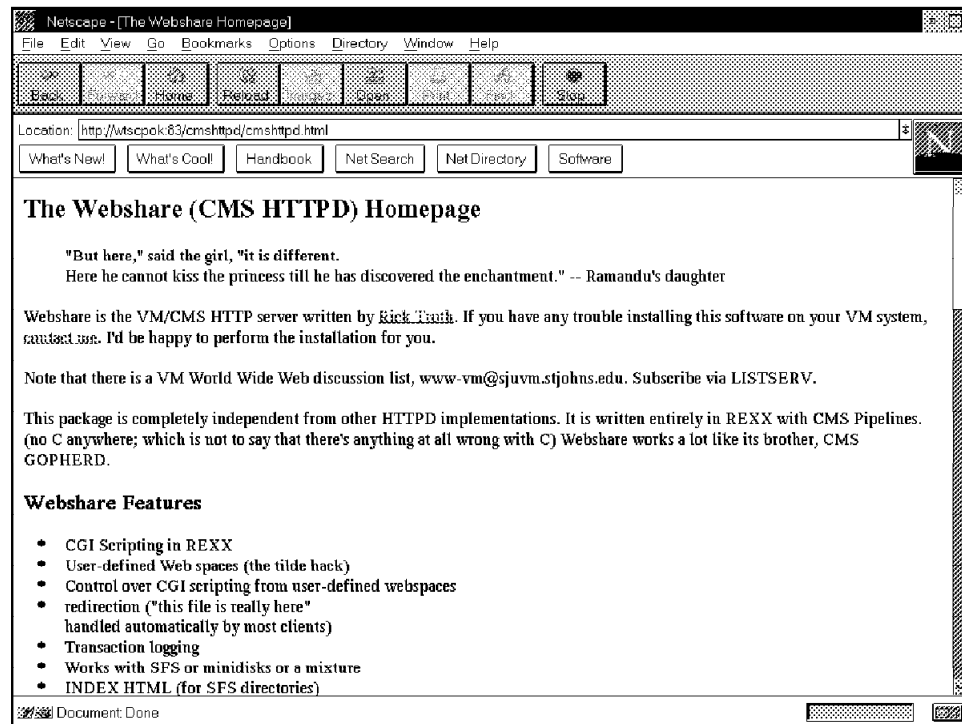 Netscape - [The Webshare Homepage]
File Edit View Go Bookmarks Options Directory Window Help
Back Forward Home Reload Images Open Print Find Stop
Location: http://wtscpok:83/cmshttpd/cmshttpd.html
What's New! What's Cool! Handbook Net Search Net Directory Software
N
The Webshare (CMS HTTPD) Homepage
"But here," said the girl, "it is different.
Here he cannot kiss the princess till he has discovered the enchantment." -- Ramandu's daughter
Webshare is the VM/CMS HTTP server written by Rick Troth. If you have any trouble installing this software on your VM system,
contact me. I'd be happy to perform the installation for you.
Note that there is a VM World Wide Web discussion list, www-vm@sjuvm.stjohns.edu. Subscribe via LISTSERV.
This package is completely independent from other HTTPD implementations. It is written entirely in REXX with CMS Pipelines.
(no C anywhere; which is not to say that there's anything at all wrong with C) Webshare works a lot like its brother, CMS
GOPHERD.
Webshare Features
CGI Scripting in REXX
User-defined Web spaces (the tilde hack)
Control over CGI scripting from user-defined webspaces
redirection ("this file is really here"
handled automatically by most clients)
Transaction logging
Works with SFS or minidisks or a mixture
INDEX HTML (for SFS directories)
Document: Done